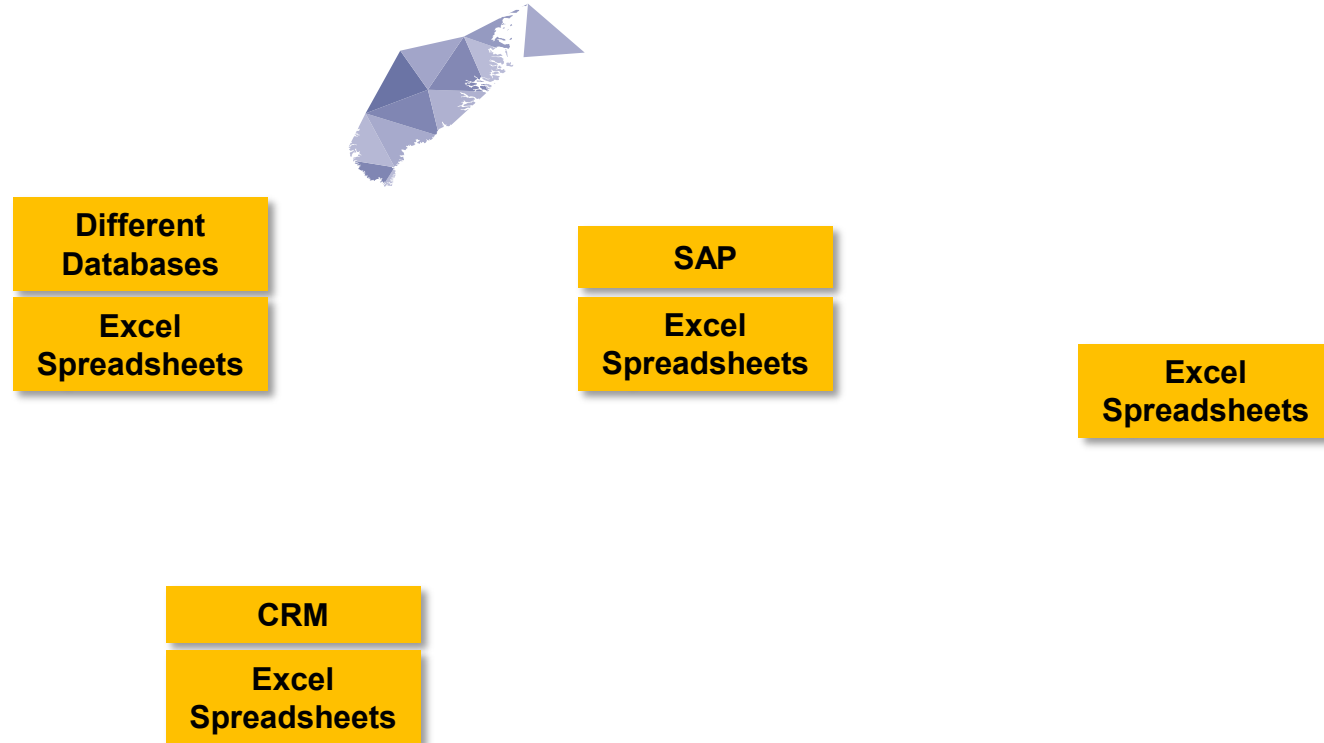 Different
Databases
Excel
Spreadsheets
SAP
Excel
Spreadsheets
Excel
Spreadsheets
CRM
Excel
Spreadsheets